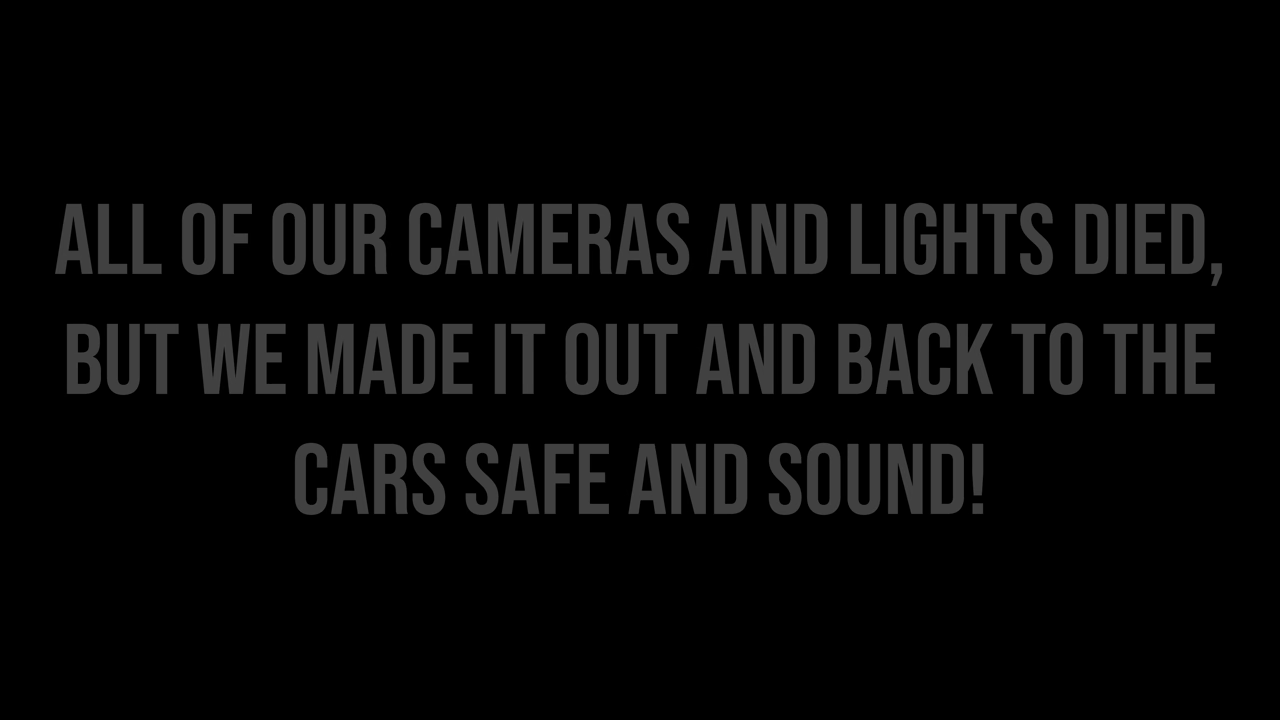 ALL OF OUR CAMERAS AND LIGHTS DIED,
BUT WE MADE IT OUT AND BACK TO THE
CARS SAFE AND SOUND!